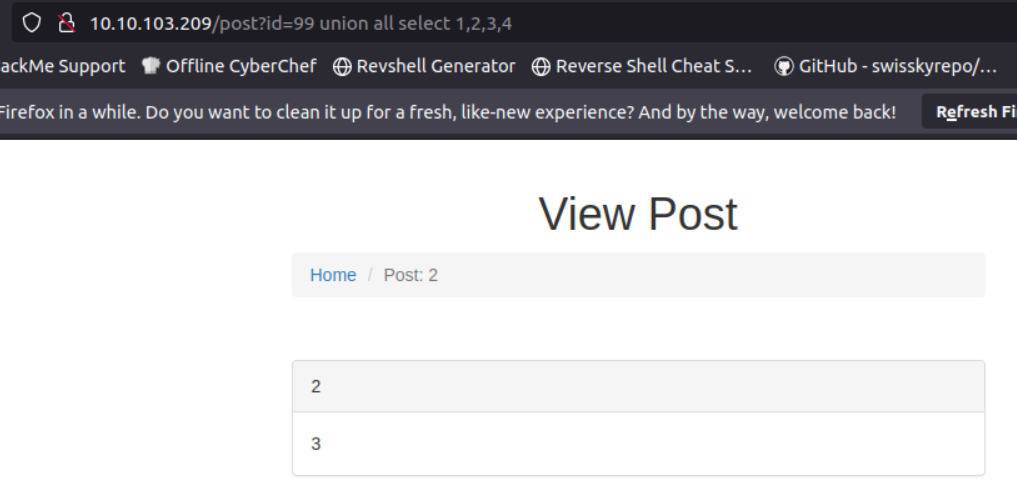 10.10.103.209/post?id=99 union all select 1,2,3,4
ackMe Support Offline CyberChef Revshell Generator Reverse Shell Cheat S... GitHub - swisskyrepo/...
Firefox in a while. Do you want to clean it up for a fresh, like-new experience? And by the way, welcome back! Refresh Fi
View Post
Home / Post: 2
2
3